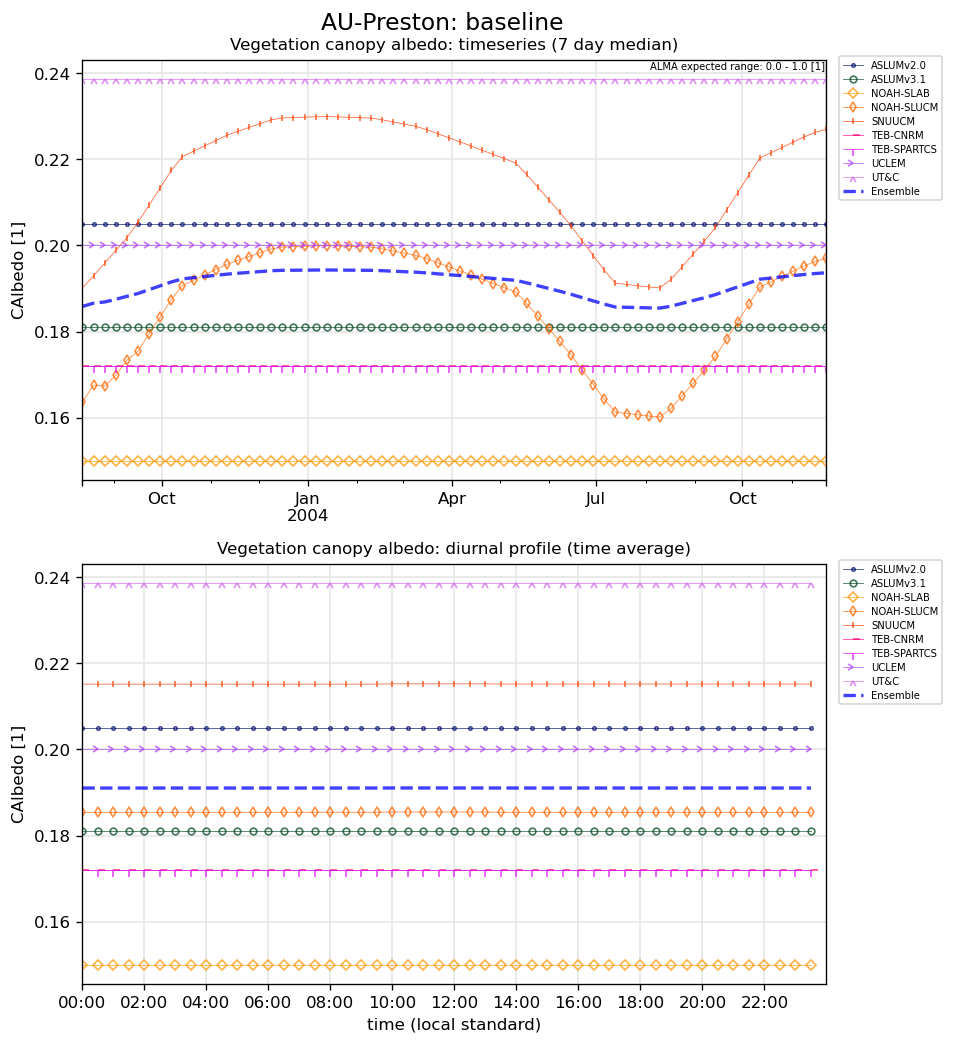 AU-Preston: baseline
Vegetation canopy albedo: timeseries (7 day median)
ALMA expected range: 0.0 - 1.0 [1]
0.24
0.22
0.20
0.18
0.16
CAlbedo [1]
Oct
Jan
2004
Apr
Jul
Oct
ASLUMv2.0
ASLUMv3.1
NOAH-SLAB
NOAH-SLUCM
SNUUCM
TEB-CNRM
TEB-SPARTCS
UCLEM
UT&C
Ensemble
Vegetation canopy albedo: diurnal profile (time average)
0.24
0.22
0.20
0.18
0.16
CAlbedo [1]
00:00
02:00
04:00
06:00
08:00
10:00
12:00
14:00
16:00
18:00
20:00
22:00
time (local standard)
ASLUMv2.0
ASLUMv3.1
NOAH-SLAB
NOAH-SLUCM
SNUUCM
TEB-CNRM
TEB-SPARTCS
UCLEM
UT&C
Ensemble